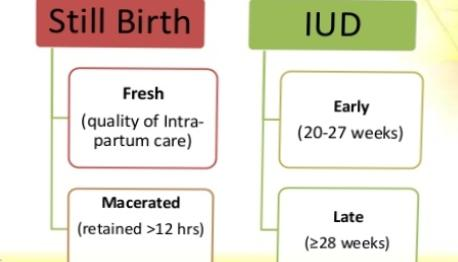 Still Birth
Fresh
(quality of Intra-
partum care)
Macerated
(retained >12 hrs)
IUD
Early
(20-27 weeks)
Late
(≥28 weeks)